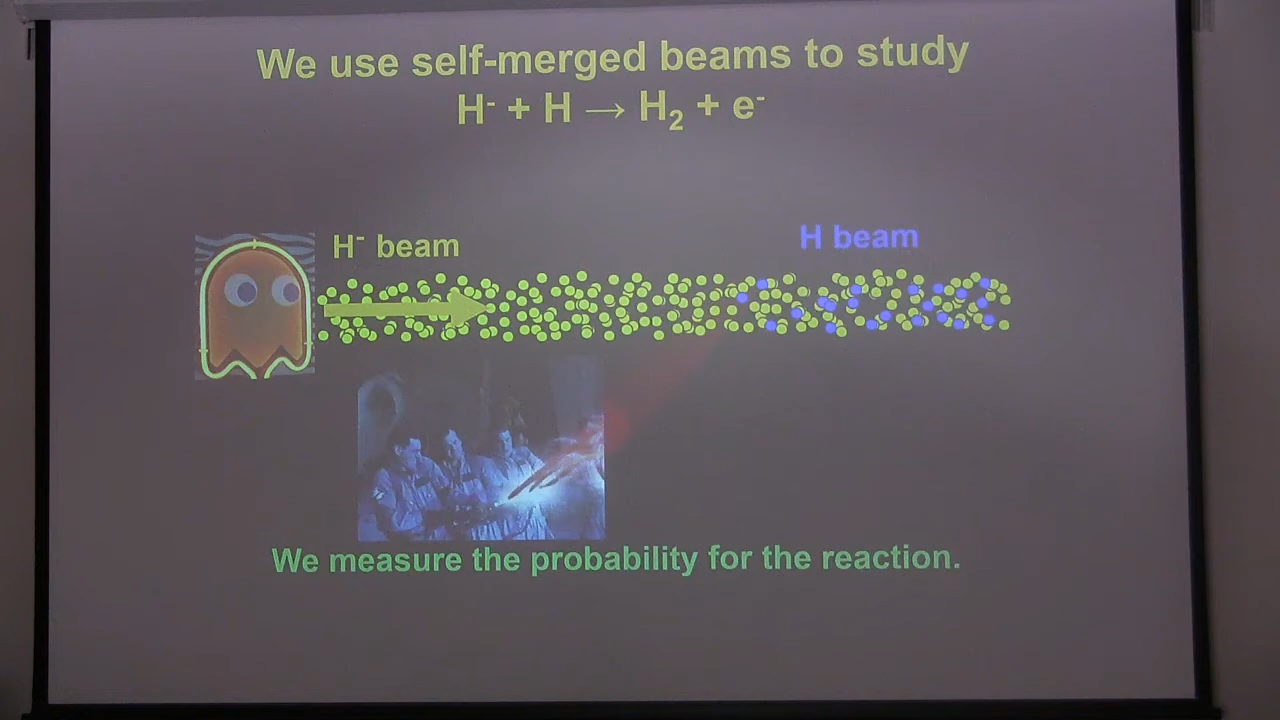 We use self-merged beams to study
H⁻ + H → H₂ + e⁻
H⁻ beam
H beam
We measure the probability for the reaction.